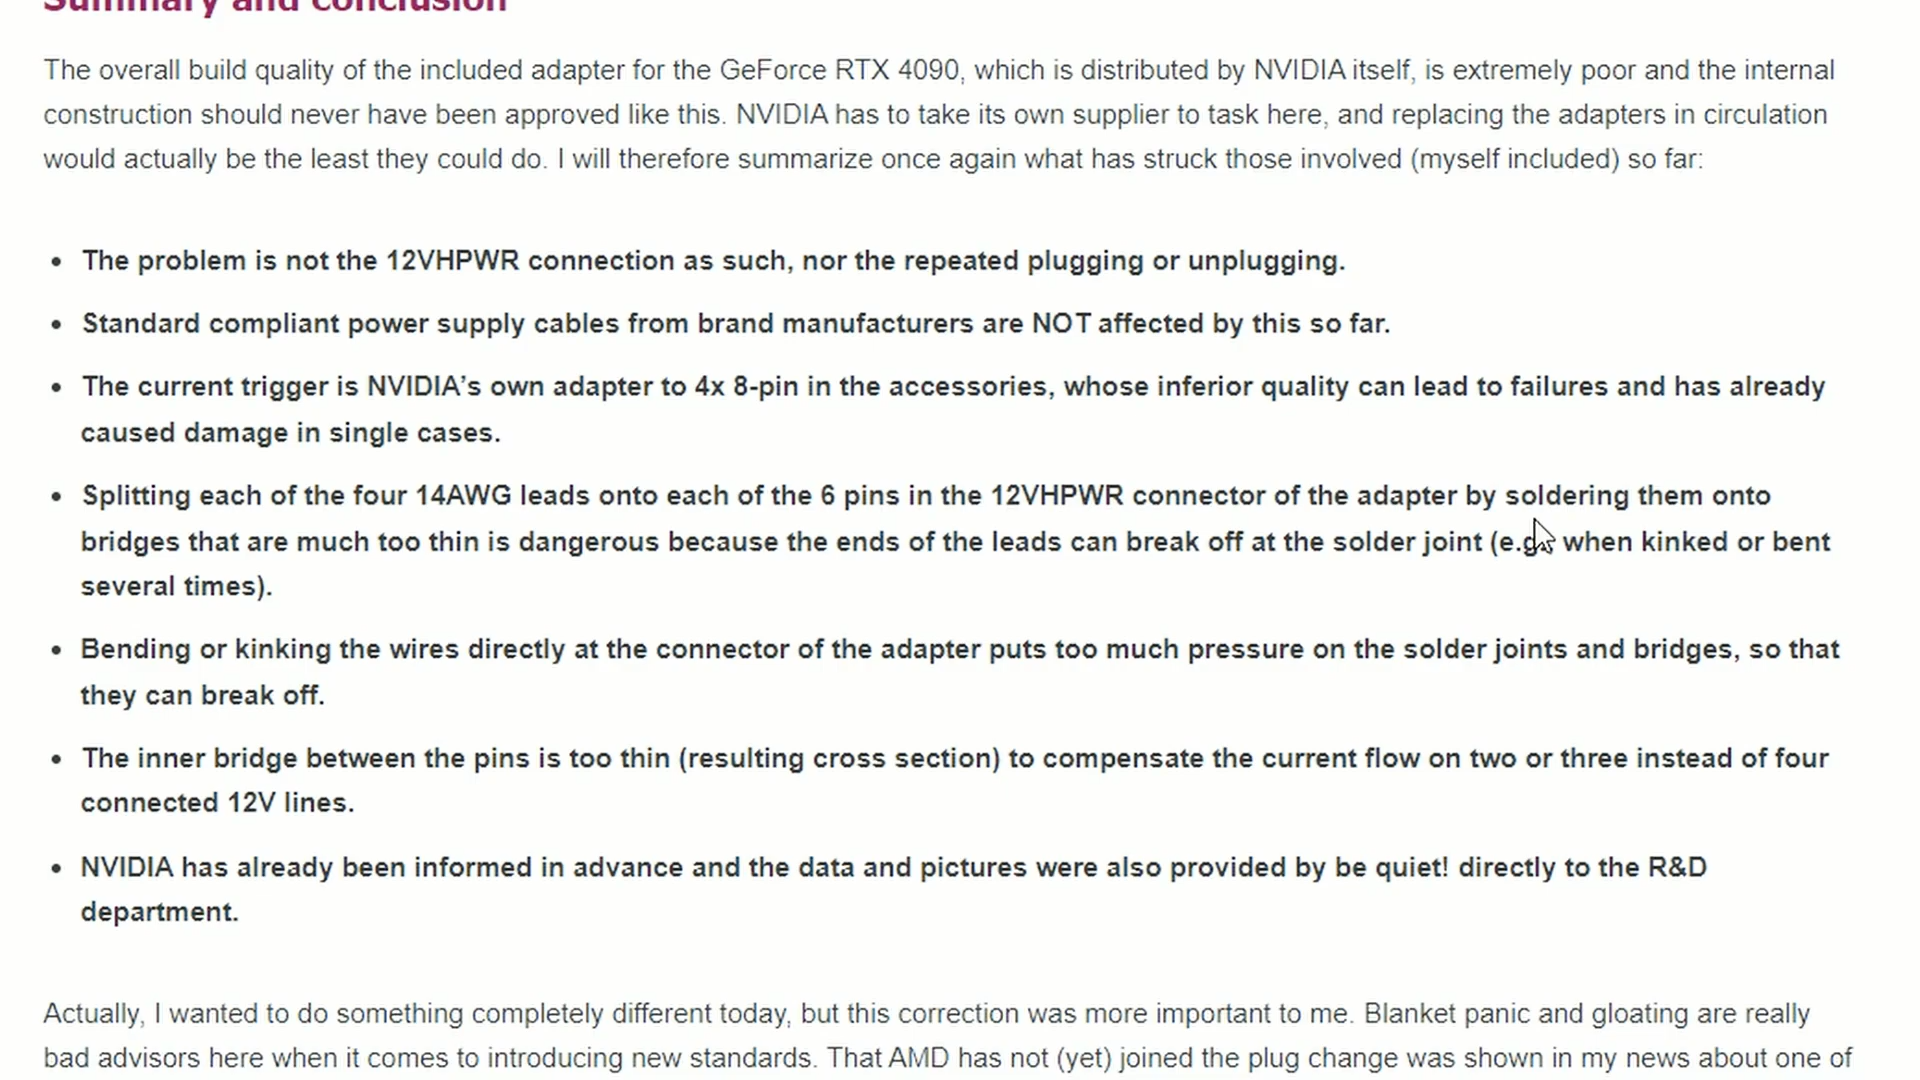 Summary and conclusion
The overall build quality of the included adapter for the GeForce RTX 4090, which is distributed by NVIDIA itself, is extremely poor and the internal
construction should never have been approved like this. NVIDIA has to take its own supplier to task here, and replacing the adapters in circulation
would actually be the least they could do. I will therefore summarize once again what has struck those involved (myself included) so far:
• The problem is not the 12VHPWR connection as such, nor the repeated plugging or unplugging.
• Standard compliant power supply cables from brand manufacturers are NOT affected by this so far.
• The current trigger is NVIDIA’s own adapter to 4x 8-pin in the accessories, whose inferior quality can lead to failures and has already
caused damage in single cases.
• Splitting each of the four 14AWG leads onto each of the 6 pins in the 12VHPWR connector of the adapter by soldering them onto
bridges that are much too thin is dangerous because the ends of the leads can break off at the solder joint (e.g., when kinked or bent
several times).
• Bending or kinking the wires directly at the connector of the adapter puts too much pressure on the solder joints and bridges, so that
they can break off.
• The inner bridge between the pins is too thin (resulting cross section) to compensate the current flow on two or three instead of four
connected 12V lines.
• NVIDIA has already been informed in advance and the data and pictures were also provided by be quiet! directly to the R&D
department.
Actually, I wanted to do something completely different today, but this correction was more important to me. Blanket panic and gloating are really
bad advisors here when it comes to introducing new standards. That AMD has not (yet) joined the plug change was shown in my news about one of